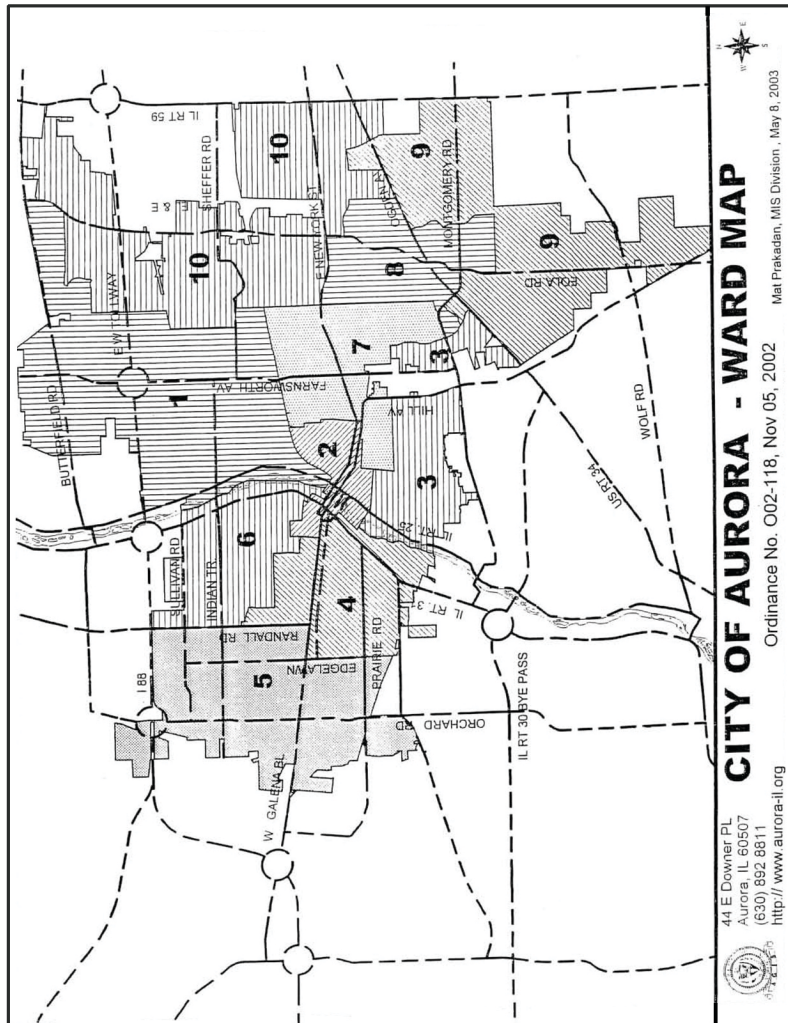 BUTTERFIELD RD
E W TOLLWAY
IL RT 59
SHEFFER RD
E & E
10
10
1
E NEW YORK ST
OGDEN AV
9
MONTGOMERY RD
8
9
EOLA RD
FARNSWORTH AV
7
3
HILL AV
2
3
SULLIVAN RD
INDIAN TR
6
IL RT. 25
IL RT. 31
4
RANDALL RD
EDGELAWN
PRAIRIE RD
5
I 88
ORCHARD RD
W GALENA BL
IL RT 30 BYE PASS
US RT 34
WOLF RD
N
E
S
W
CITY OF AURORA - WARD MAP
Ordinance No. O02-118, Nov 05, 2002
Mat Prakadan, MIS Division , May 8, 2003
44 E Downer PL
Aurora, IL 60507
(630) 892 8811
http:// www.aurora-il.org